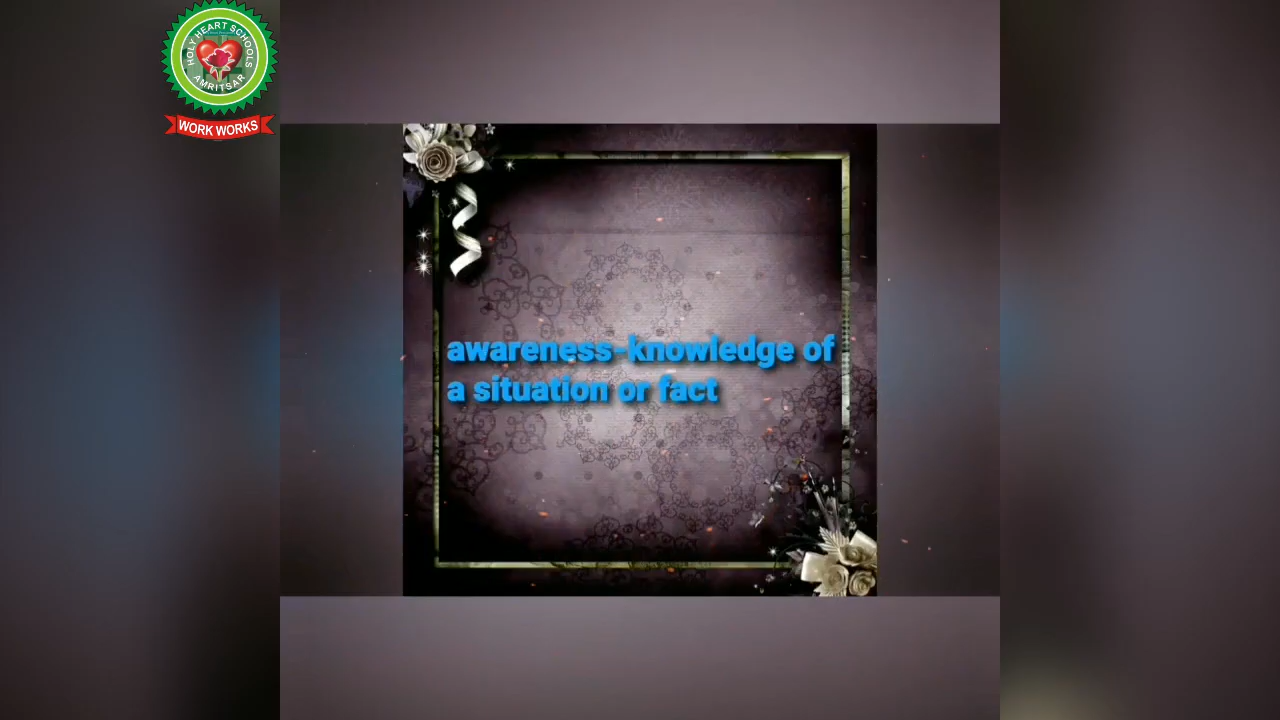 HOLY HEART SCHOOLS
AMRITSAR
WORK WORKS
awareness-knowledge of
a situation or fact